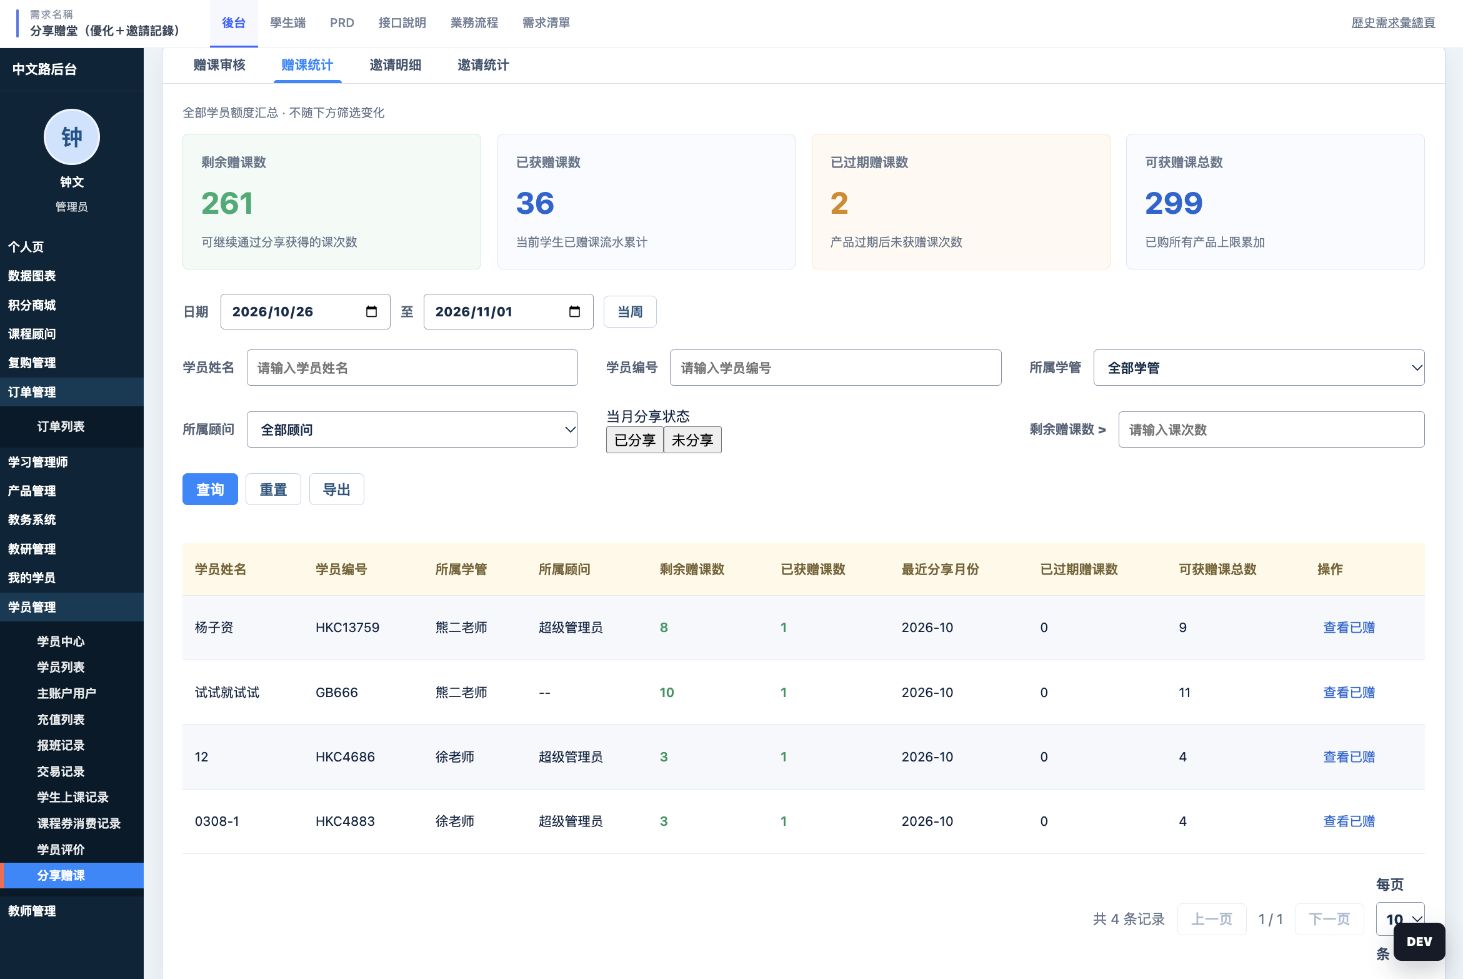 需求名稱
分享贈堂（優化＋邀請記錄）
後台 學生端 PRD 接口說明 業務流程 需求清單
歷史需求彙總頁
中文路后台
钟
钟文
管理员
个人页
数据图表
积分商城
课程顾问
复购管理
订单管理
订单列表
学习管理师
产品管理
教务系统
教研管理
我的学员
学员管理
学员中心
学员列表
主账户用户
充值列表
报班记录
交易记录
学生上课记录
课程券消费记录
学员评价
分享赠课
教师管理
赠课审核 赠课统计 邀请明细 邀请统计
全部学员额度汇总 · 不随下方筛选变化
剩余赠课数
261
可继续通过分享获得的课次数
已获赠课数
36
当前学生已赠课流水累计
已过期赠课数
2
产品过期后未获赠课次数
可获赠课总数
299
已购所有产品上限累加
日期 2026/10/26 至 2026/11/01 当周
学员姓名 请输入学员姓名 学员编号 请输入学员编号 所属学管 全部学管
所属顾问 全部顾问 当月分享状态 已分享 未分享 剩余赠课数 > 请输入课次数
查询 重置 导出
学员姓名 学员编号 所属学管 所属顾问 剩余赠课数 已获赠课数 最近分享月份 已过期赠课数 可获赠课总数 操作
杨子资 HKC13759 熊二老师 超级管理员 8 1 2026-10 0 9 查看已赠
试试就试试 GB666 熊二老师 -- 10 1 2026-10 0 11 查看已赠
12 HKC4686 徐老师 超级管理员 3 1 2026-10 0 4 查看已赠
0308-1 HKC4883 徐老师 超级管理员 3 1 2026-10 0 4 查看已赠
共 4 条记录 上一页 1 / 1 下一页 每页 10 条
DEV